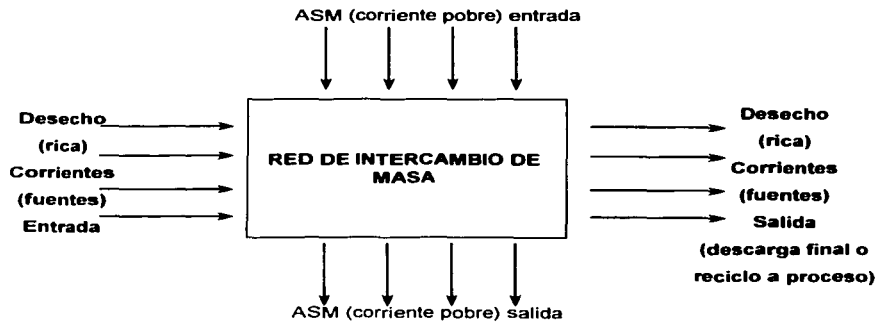 ASM (corriente pobre) entrada
Desecho
(rica)
Corrientes
(fuentes)
Entrada
RED DE INTERCAMBIO DE
MASA
Desecho
(rica)
Corrientes
(fuentes)
Salida
(descarga final o
reciclo a proceso)
ASM (corriente pobre) salida